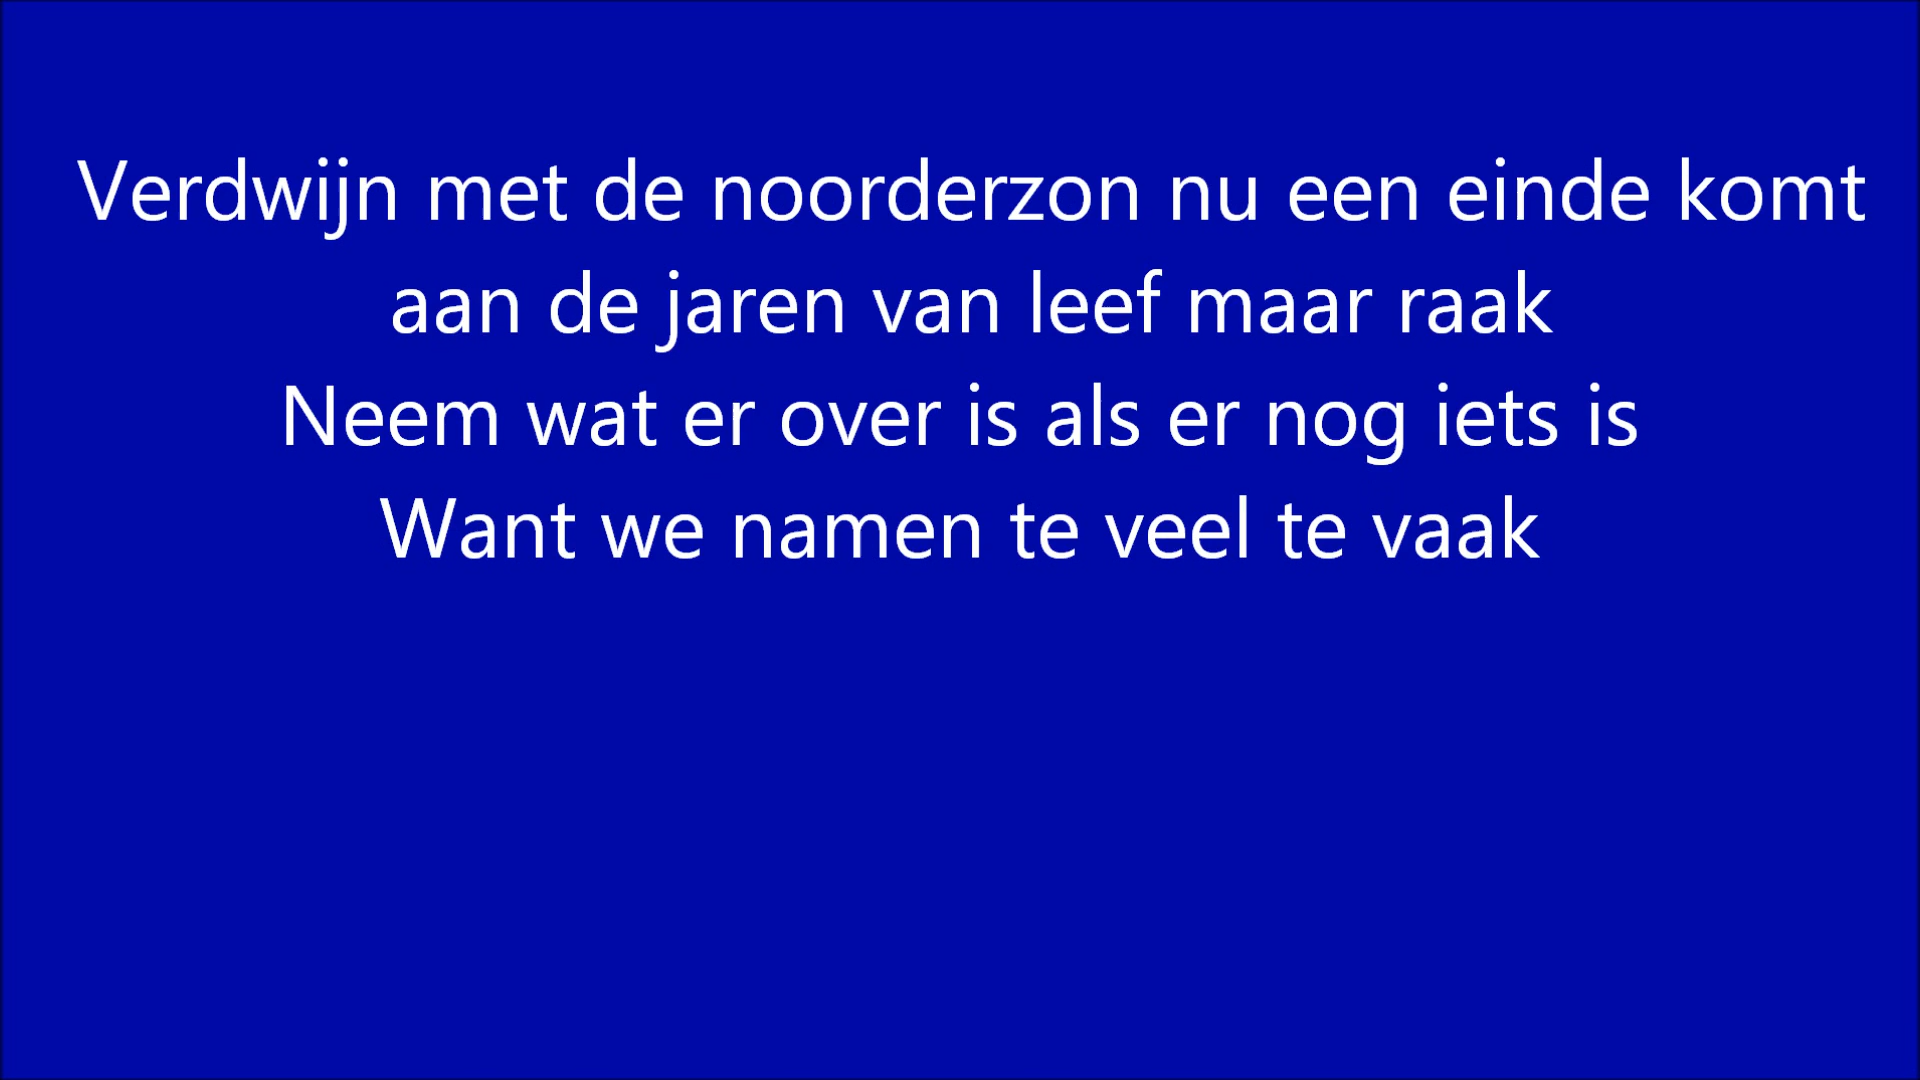 Verdwijn met de noorderzon nu een einde komt
aan de jaren van leef maar raak
Neem wat er over is als er nog iets is
Want we namen te veel te vaak